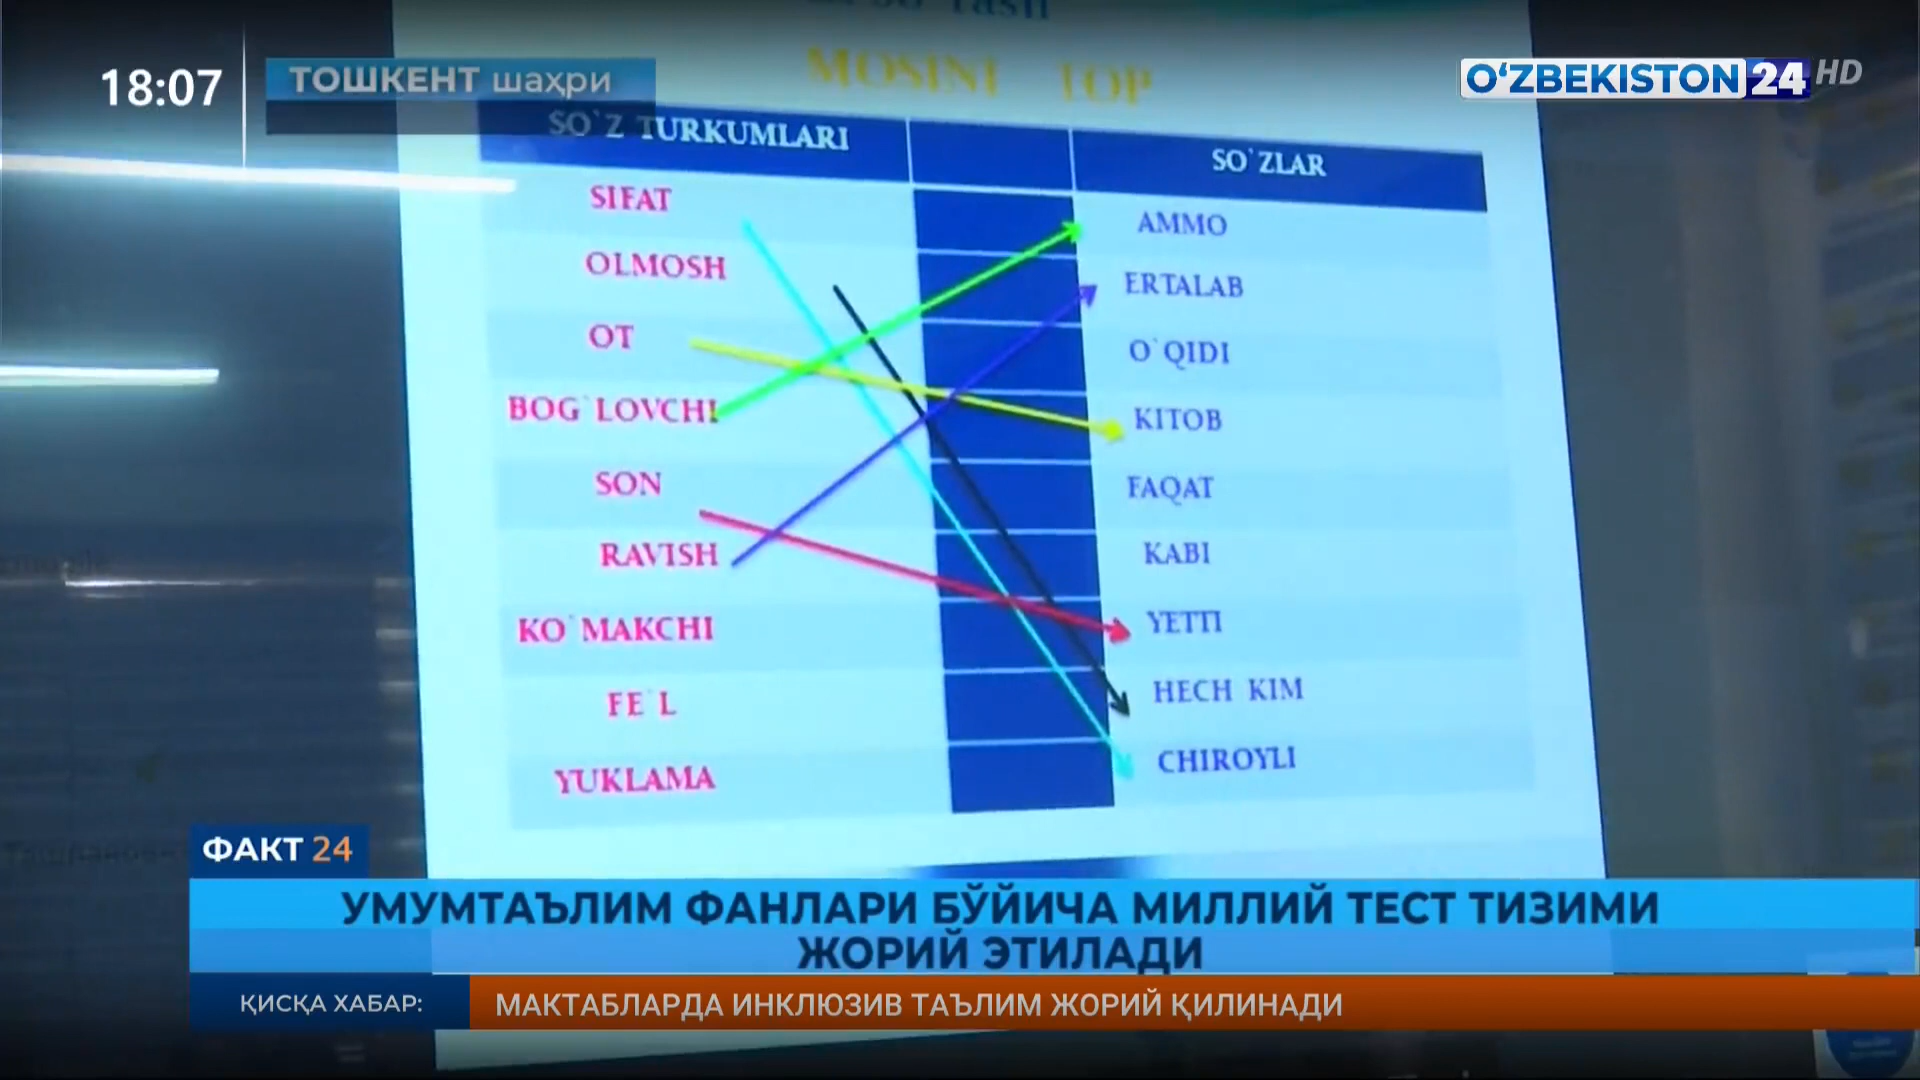 18:07
ТОШКЕНТ шаҳри
O‘ZBEKISTON 24 HD
MOSINI TOP
SO`Z TURKUMLARI
SO`ZLAR
SIFAT
AMMO
OLMOSH
ERTALAB
OT
O`QIDI
BOG`LOVCHI
KITOB
SON
FAQAT
RAVISH
KABI
KO`MAKCHI
YETTI
FE`L
HECH KIM
YUKLAMA
CHIROYLI
ФАКТ 24
УМУМТАЪЛИМ ФАНЛАРИ БЎЙИЧА МИЛЛИЙ ТЕСТ ТИЗИМИ
ЖОРИЙ ЭТИЛАДИ
ҚИСҚА ХАБАР:
МАКТАБЛАРДА ИНКЛЮЗИВ ТАЪЛИМ ЖОРИЙ ҚИЛИНАДИ